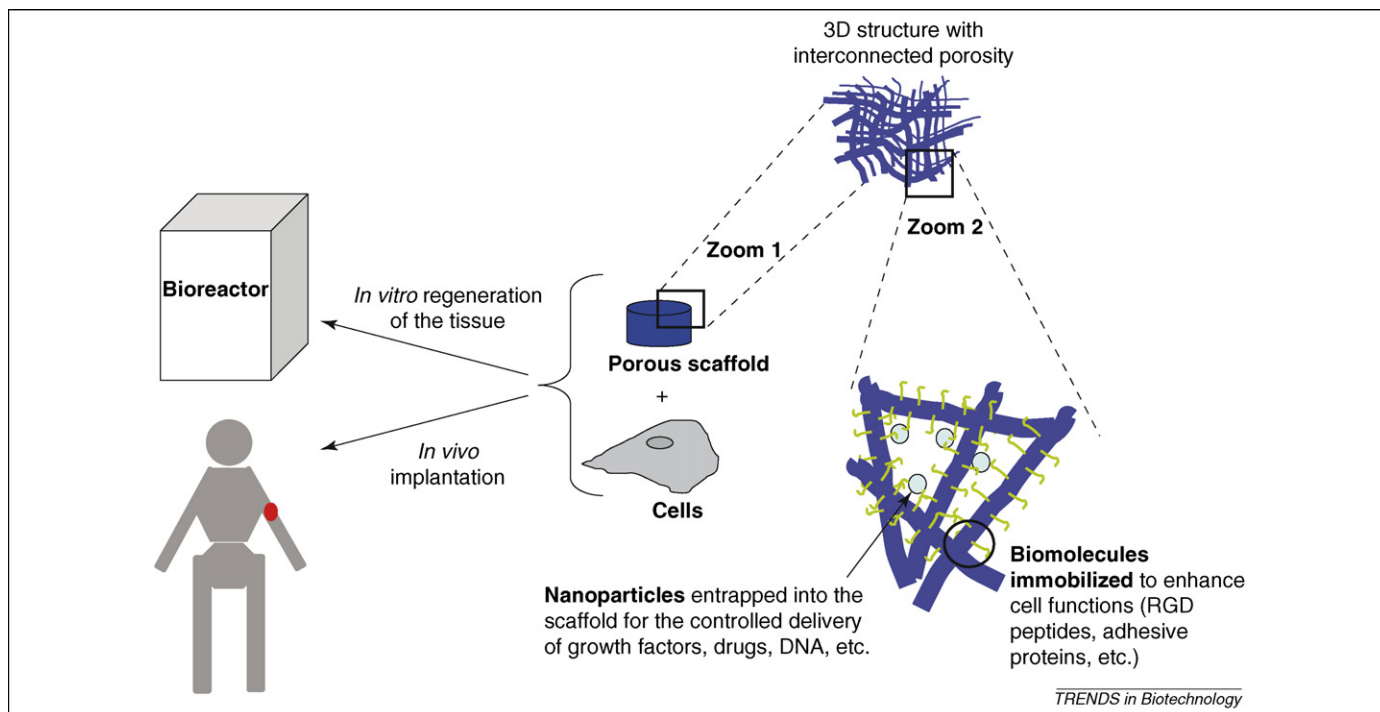 3D structure with
interconnected porosity
Zoom 1
Zoom 2
Bioreactor
In vitro regeneration
of the tissue
Porous scaffold
+
In vivo
implantation
Cells
Nanoparticles entrapped into the
scaffold for the controlled delivery
of growth factors, drugs, DNA, etc.
Biomolecules
immobilized to enhance
cell functions (RGD
peptides, adhesive
proteins, etc.)
TRENDS in Biotechnology